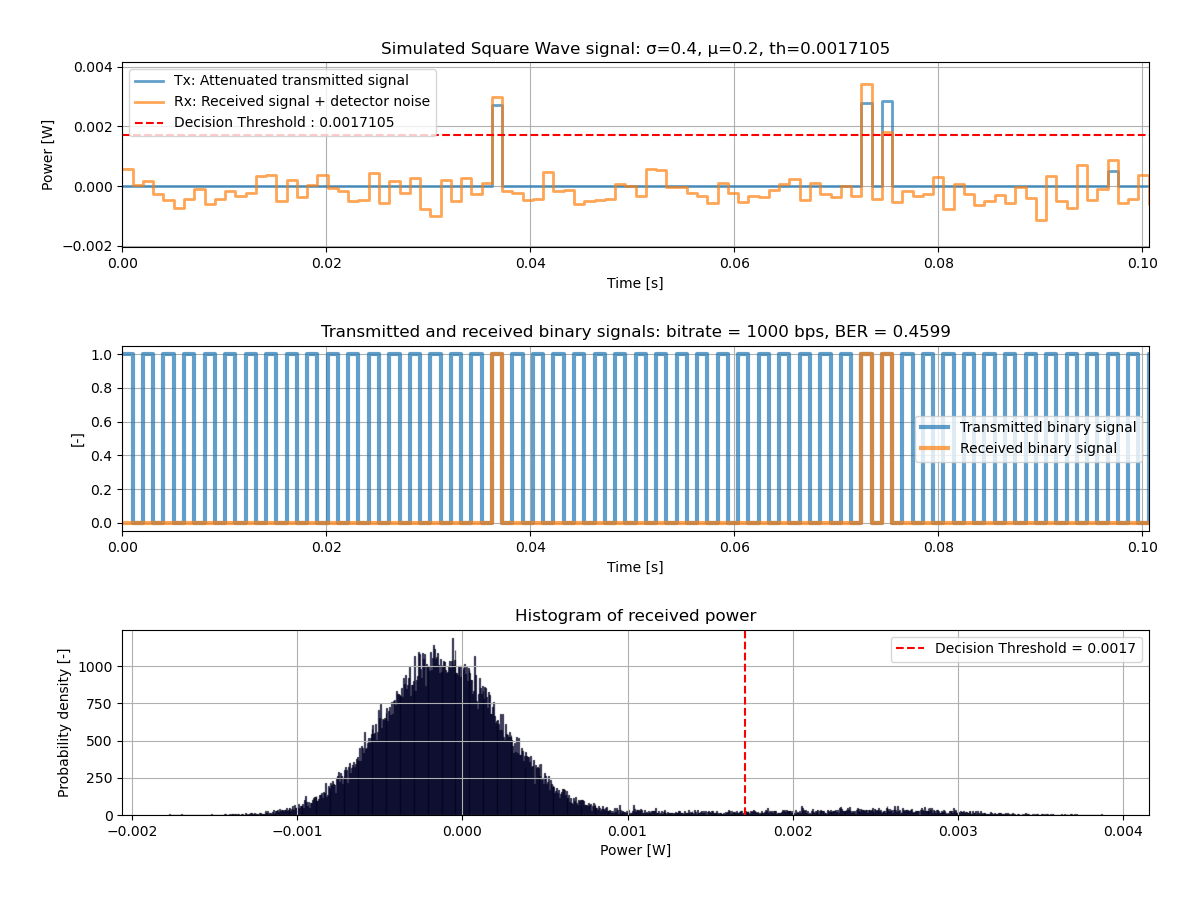 Simulated Square Wave signal: σ=0.4, μ=0.2, th=0.0017105
Power [W]
0.004
0.002
0.000
−0.002
Tx: Attenuated transmitted signal
Rx: Received signal + detector noise
Decision Threshold : 0.0017105
0.00 0.02 0.04 0.06 0.08 0.10
Time [s]
Transmitted and received binary signals: bitrate = 1000 bps, BER = 0.4599
[-]
1.0
0.8
0.6
0.4
0.2
0.0
Transmitted binary signal
Received binary signal
0.00 0.02 0.04 0.06 0.08 0.10
Time [s]
Histogram of received power
Probability density [-]
1000
750
500
250
0
Decision Threshold = 0.0017
−0.002 −0.001 0.000 0.001 0.002 0.003 0.004
Power [W]